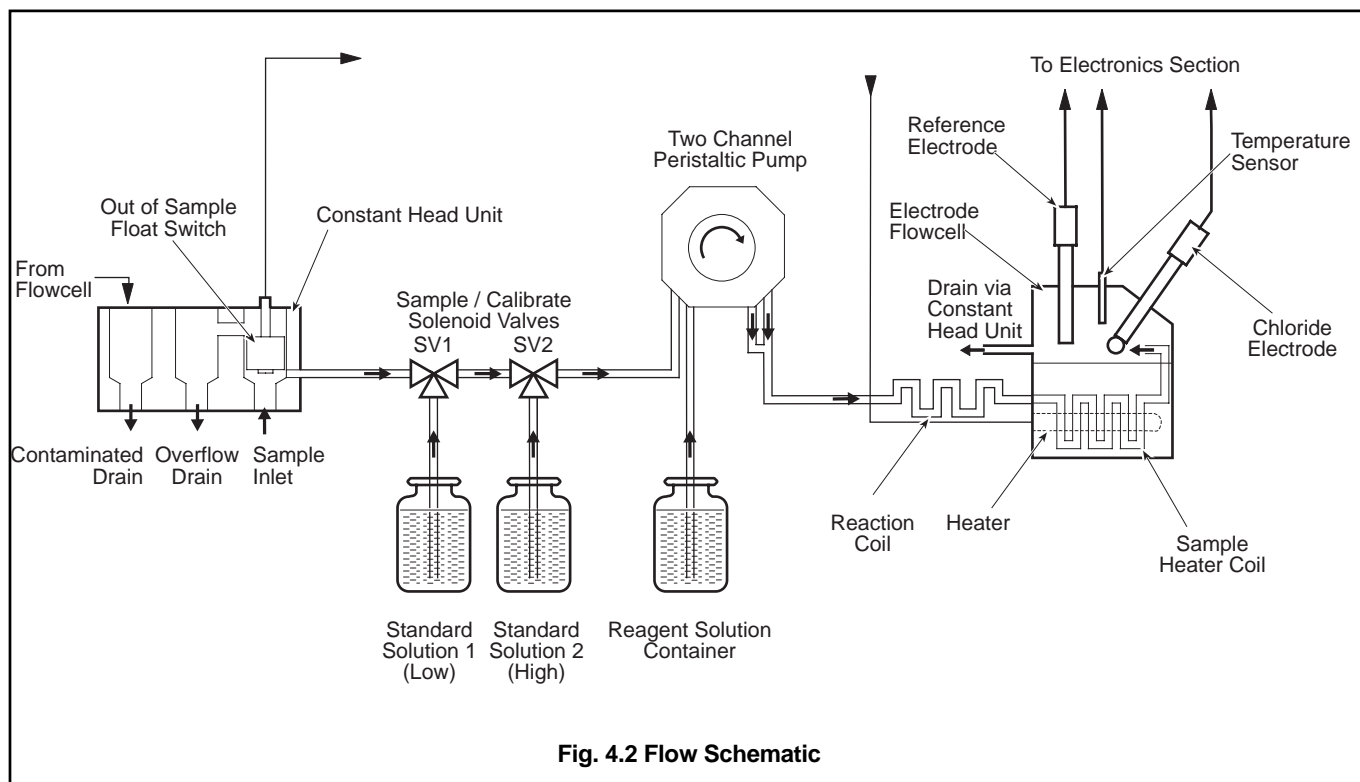 To Electronics Section
Reference
Electrode
Temperature
Sensor
Two Channel
Peristaltic Pump
Out of Sample
Float Switch
Constant Head Unit
Electrode
Flowcell
From
Flowcell
Sample / Calibrate
Solenoid Valves
SV1
SV2
Drain via
Constant
Head Unit
Chloride
Electrode
Contaminated
Drain
Overflow
Drain
Sample
Inlet
Reaction
Coil
Heater
Sample
Heater Coil
Standard
Solution 1
(Low)
Standard
Solution 2
(High)
Reagent Solution
Container
Fig. 4.2 Flow Schematic